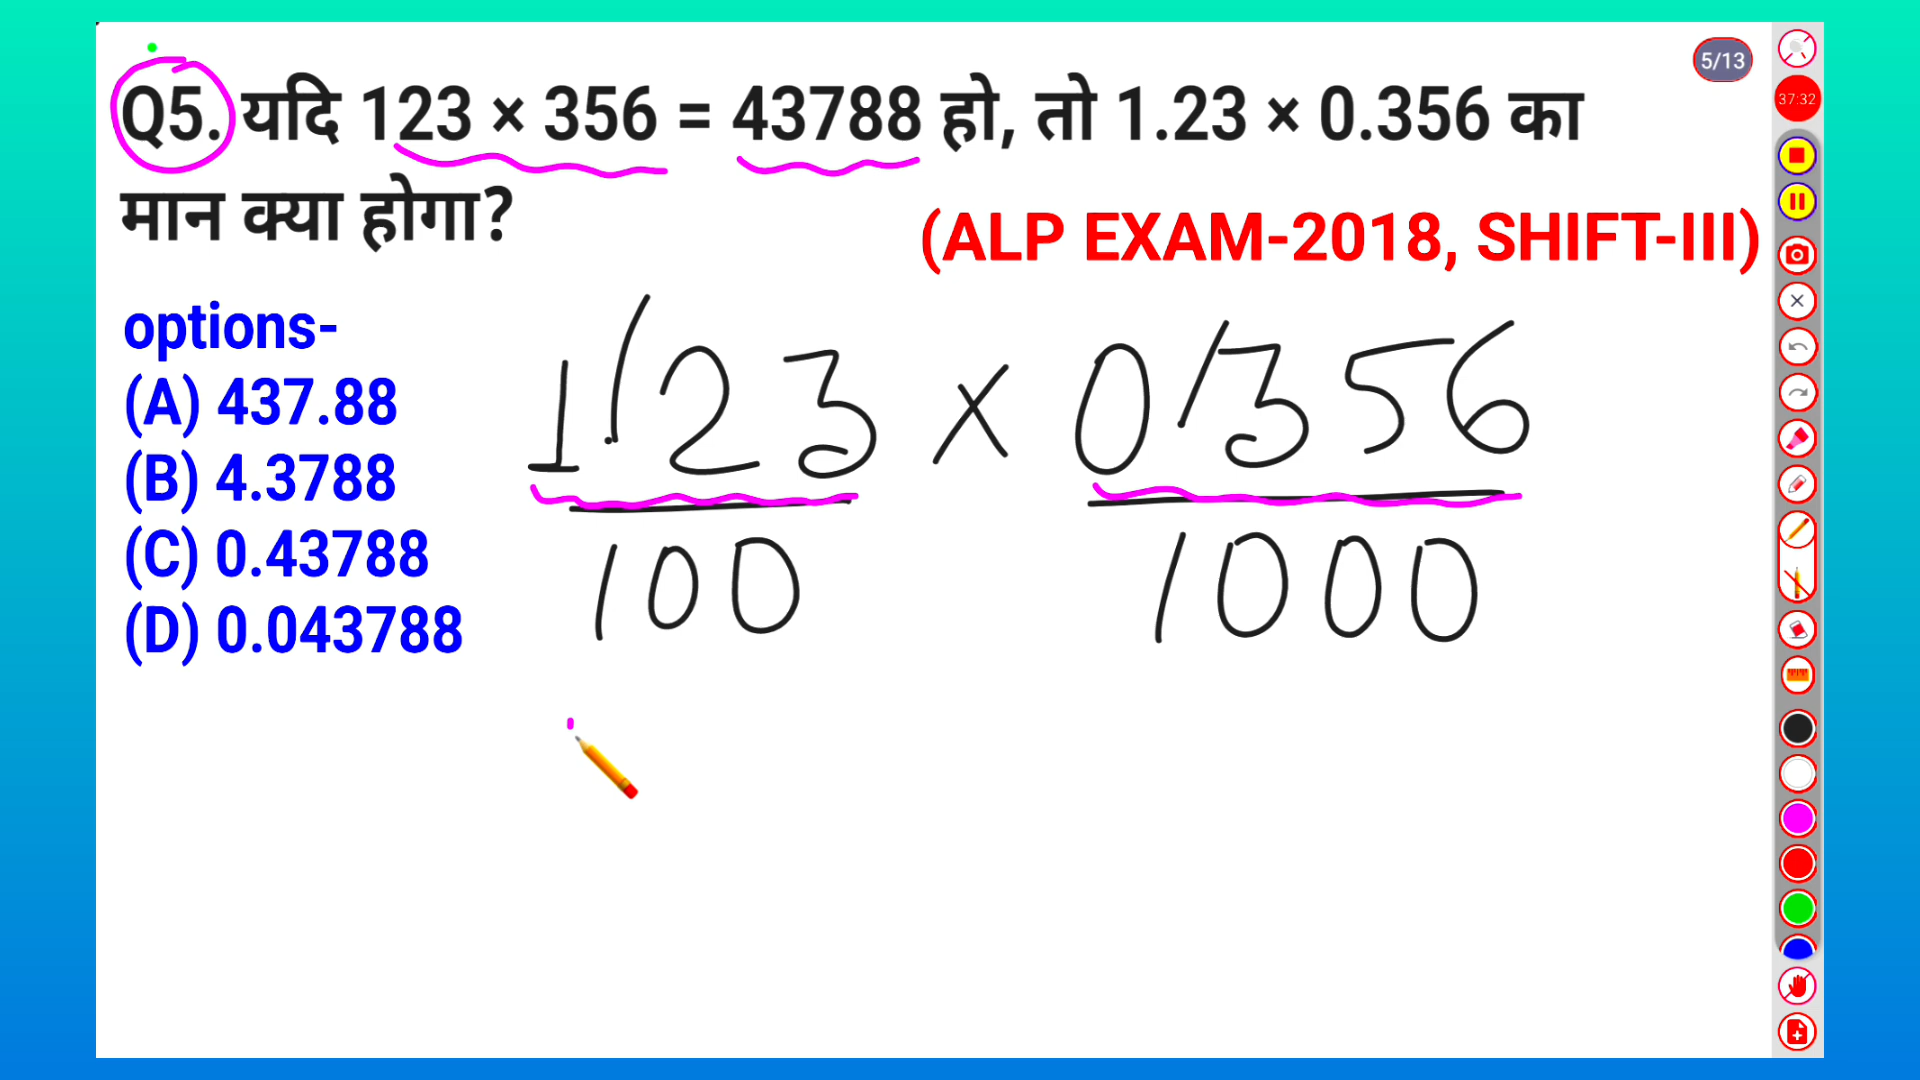 5/13
37:32
Q5. यदि 123 × 356 = 43788 हो, तो 1.23 × 0.356 का
मान क्या होगा?
(ALP EXAM-2018, SHIFT-III)
options-
(A) 437.88
(B) 4.3788
(C) 0.43788
(D) 0.043788
1.23 × 0.356
100 1000